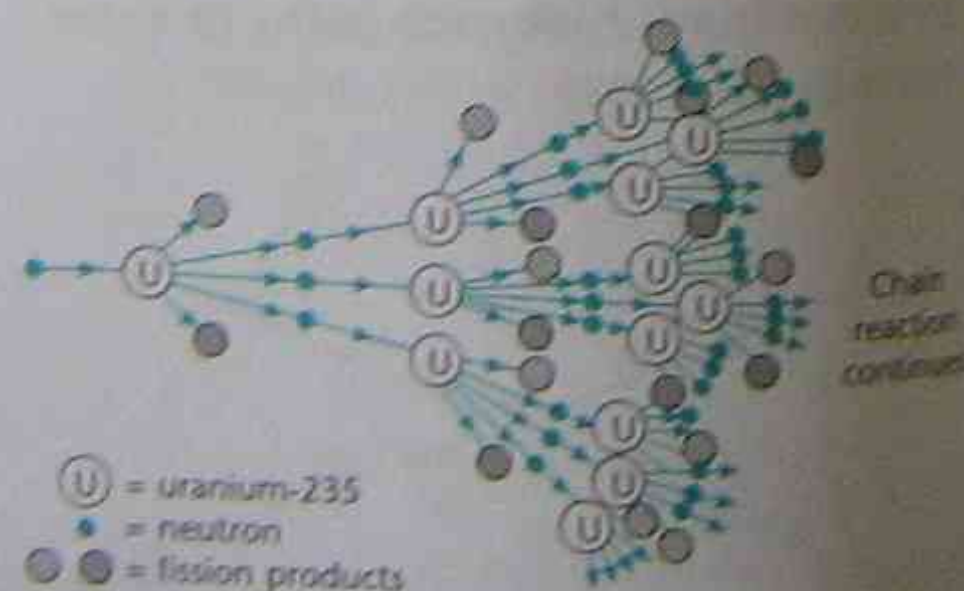 U
U
U
U
U
U
U
U
U
U
U
U
U
Chain
reaction
U = uranium-235
= neutron
= fission products